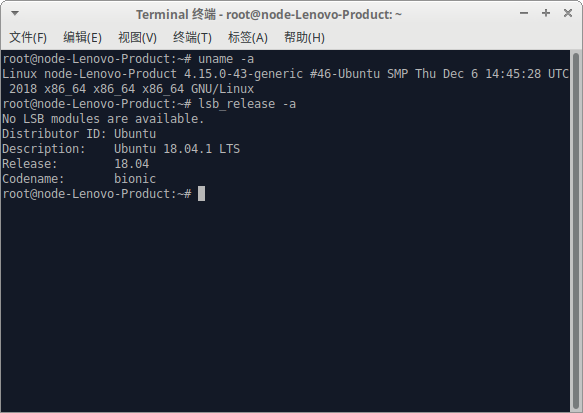 Terminal 终端 - root@node-Lenovo-Product: ~
文件(F) 编辑(E) 视图(V) 终端(T) 标签(A) 帮助(H)
root@node-Lenovo-Product:~# uname -a
Linux node-Lenovo-Product 4.15.0-43-generic #46-Ubuntu SMP Thu Dec 6 14:45:28 UTC
 2018 x86_64 x86_64 x86_64 GNU/Linux
root@node-Lenovo-Product:~# lsb_release -a
No LSB modules are available.
Distributor ID: Ubuntu
Description:    Ubuntu 18.04.1 LTS
Release:        18.04
Codename:       bionic
root@node-Lenovo-Product:~#